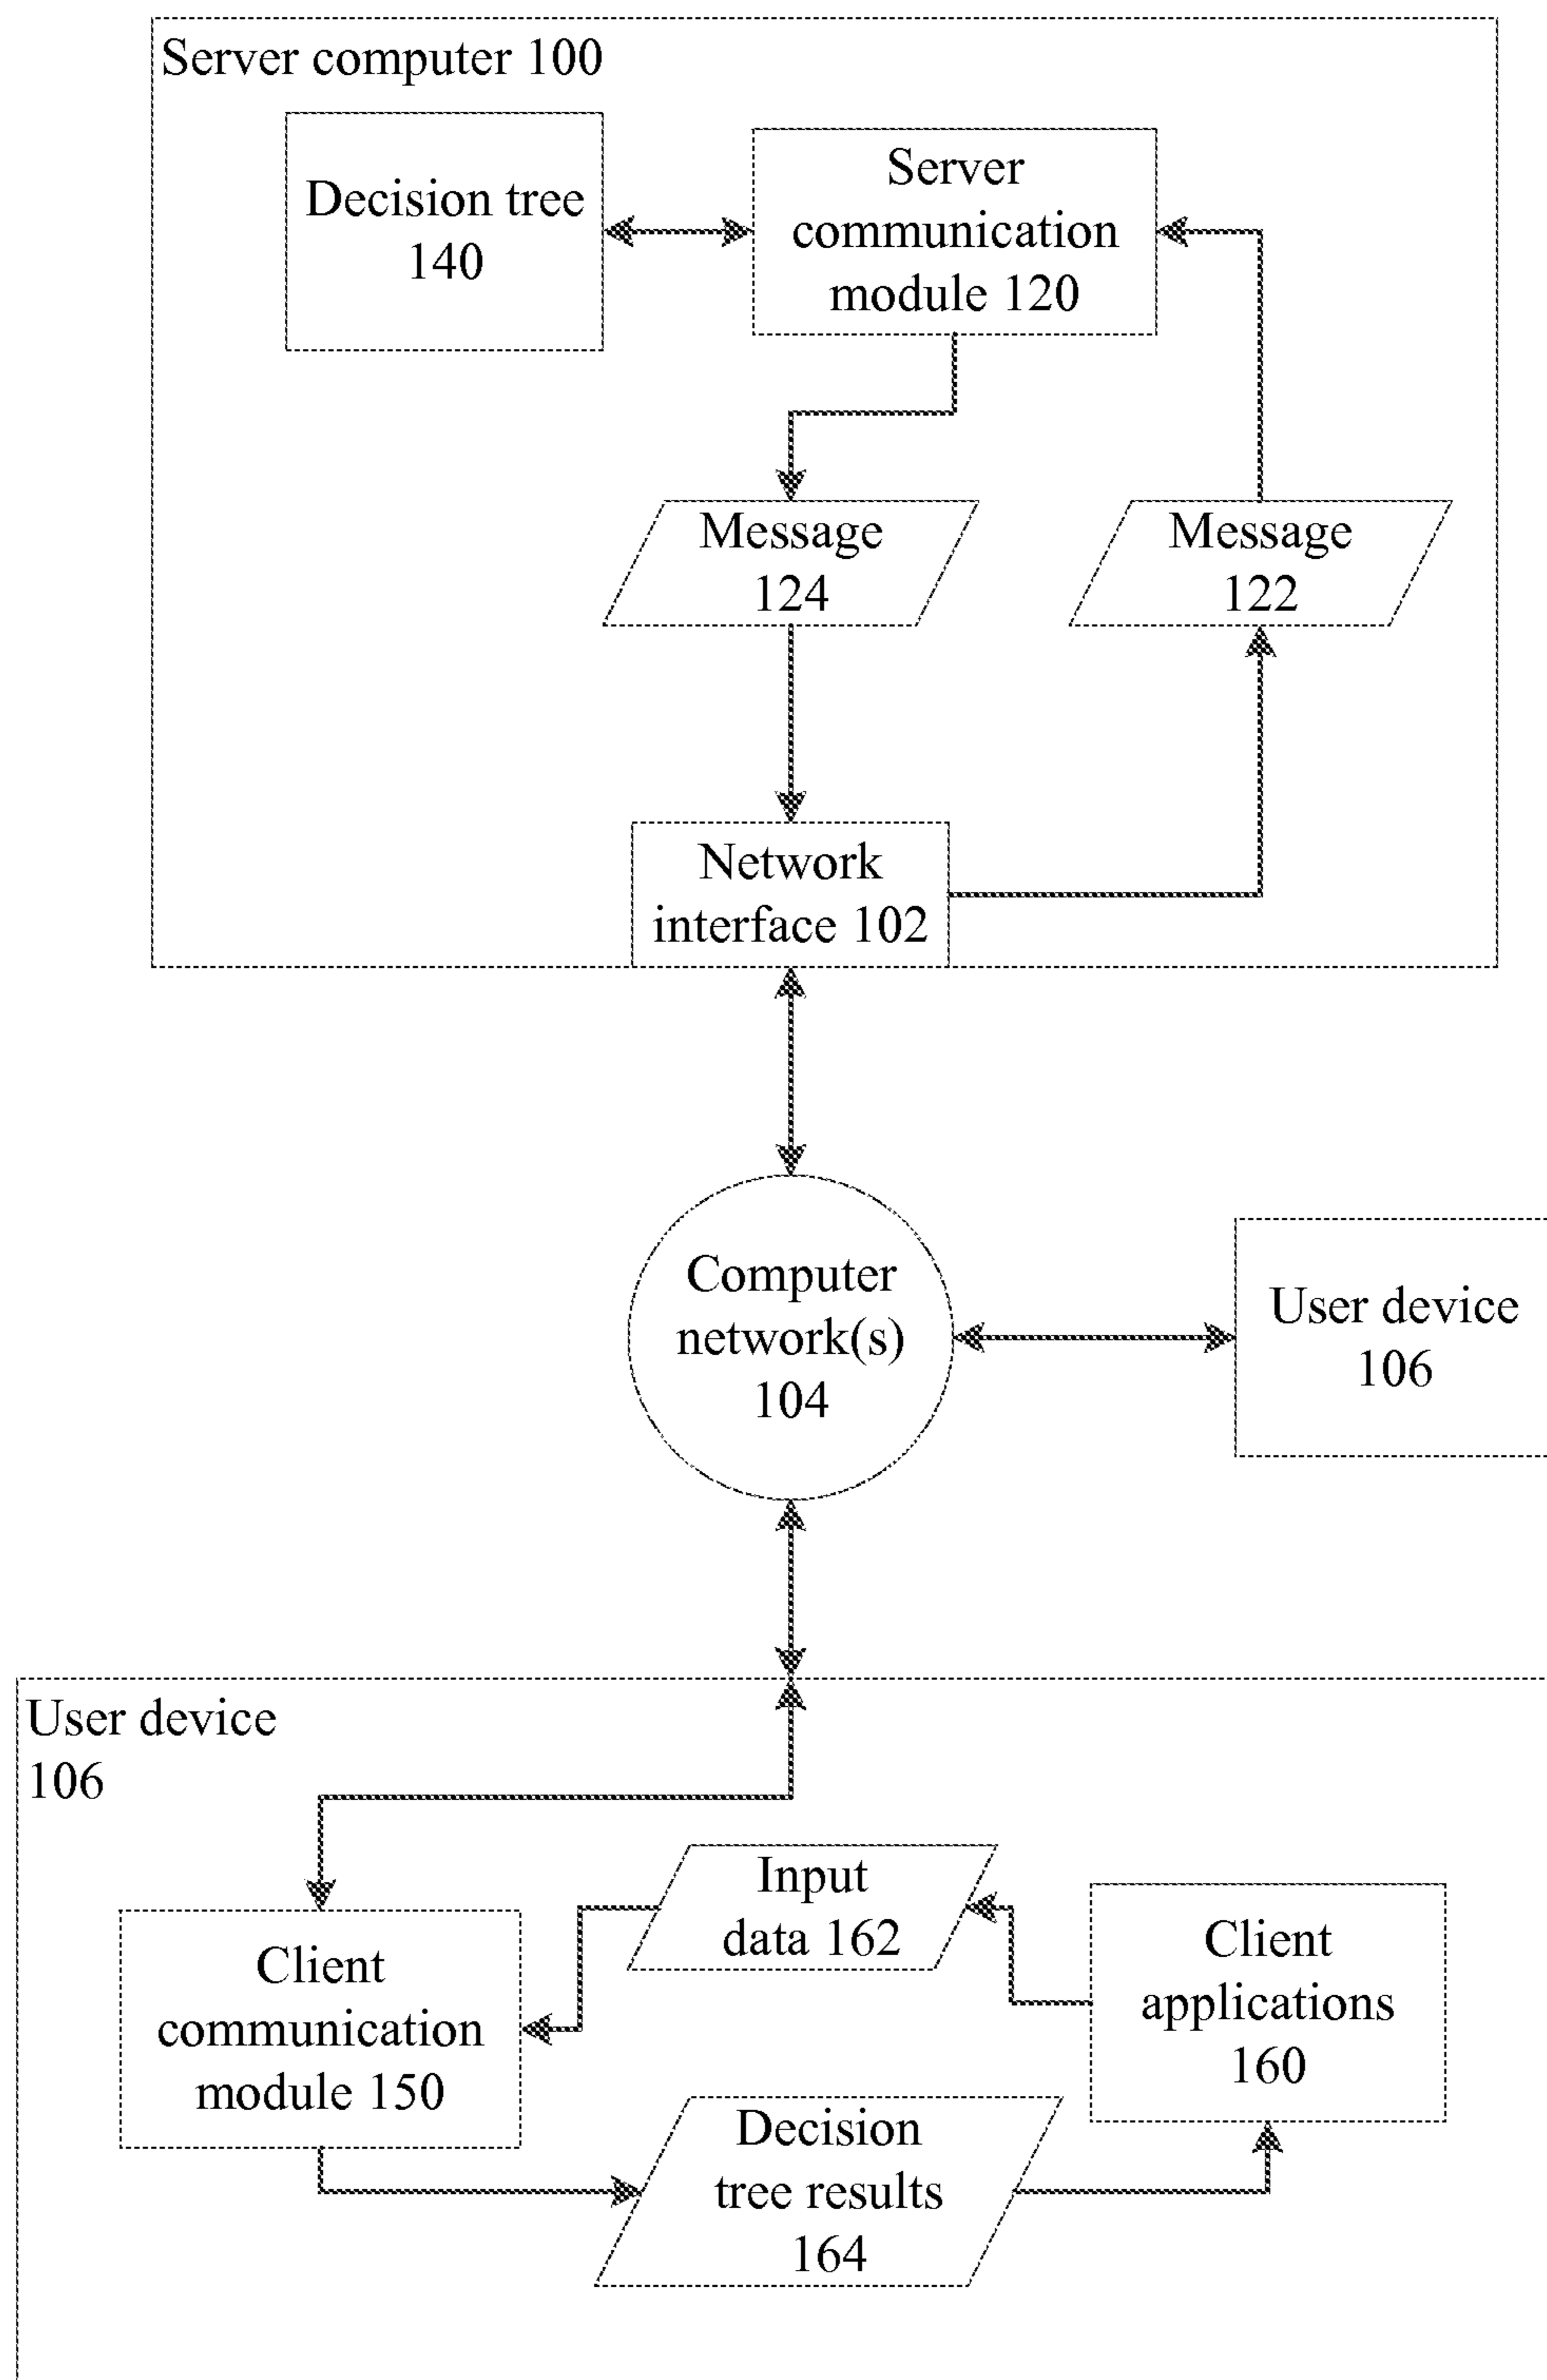 Server computer 100
Decision tree
140
Server
communication
module 120
Message
124
Message
122
Network
interface 102
Computer
network(s)
104
User device
106
User device
106
Input
data 162
Client
applications
160
Client
communication
module 150
Decision
tree results
164